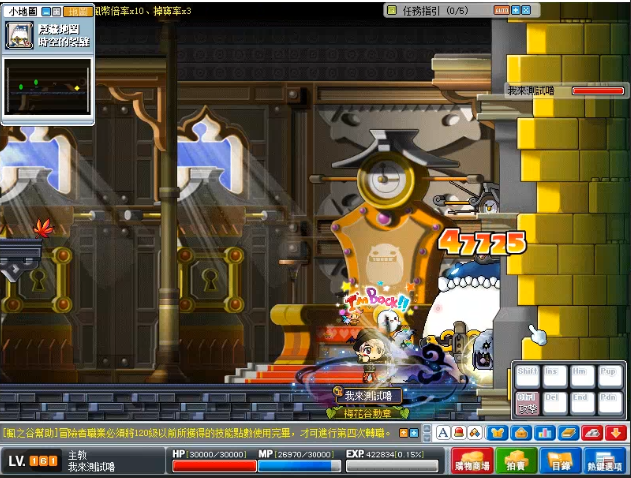 小地圖
隱藏地圖
時空的裂縫
楓幣倍率x10、掉寶率x3
任務指引 (0/5)
我來測試嚕
47725
I'm Back!!
我來測試嚕
梅花谷勳章
Shift
Ins
Hm
Pup
Ctrl
Del
End
Pdn
[楓之谷幫助]冒險者職業必須將120級以前所獲得的技能點數使用完畢，才可進行第四次轉職。
LV. 161
主教
我來測試嚕
HP [30000/30000]
MP [26970/30000]
EXP. 422834[0.15%]
購物商場
拍賣
目錄
熱鍵選項